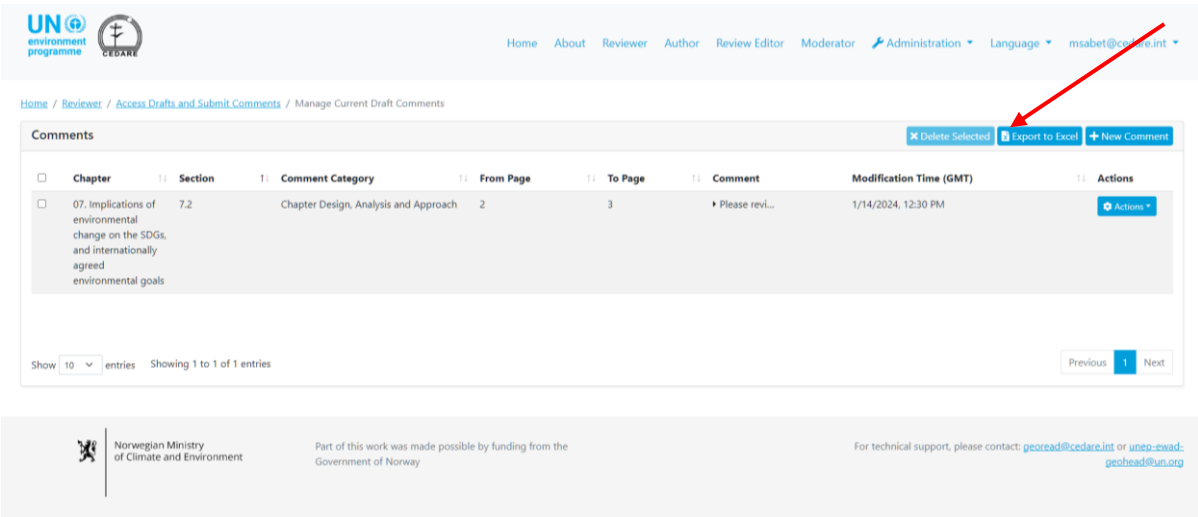 UN
environment
programme
CEDARE
Home About Reviewer Author Review Editor Moderator Administration Language msabet@cedare.int
Home / Reviewer / Access Drafts and Submit Comments / Manage Current Draft Comments
Comments
Delete Selected Export to Excel New Comment
Chapter Section Comment Category From Page To Page Comment Modification Time (GMT) Actions
07. Implications of 7.2 Chapter Design, Analysis and Approach 2 3 Please revi... 1/14/2024, 12:30 PM Actions
environmental
change on the SDGs,
and internationally
agreed
environmental goals
Show 10 entries Showing 1 to 1 of 1 entries
Previous 1 Next
Norwegian Ministry
of Climate and Environment
Part of this work was made possible by funding from the
Government of Norway
For technical support, please contact: georead@cedare.int or unep-ewad-
geohead@un.org